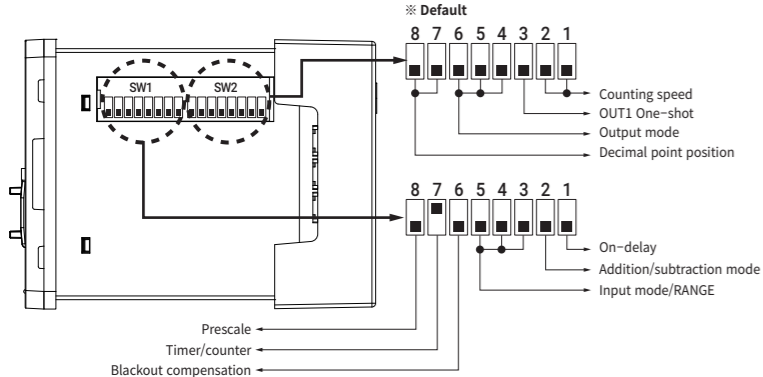 ※ Default
8 7 6 5 4 3 2 1
SW1 SW2
Counting speed
OUT1 One-shot
Output mode
Decimal point position
8 7 6 5 4 3 2 1
On-delay
Addition/subtraction mode
Input mode/RANGE
Prescale
Timer/counter
Blackout compensation